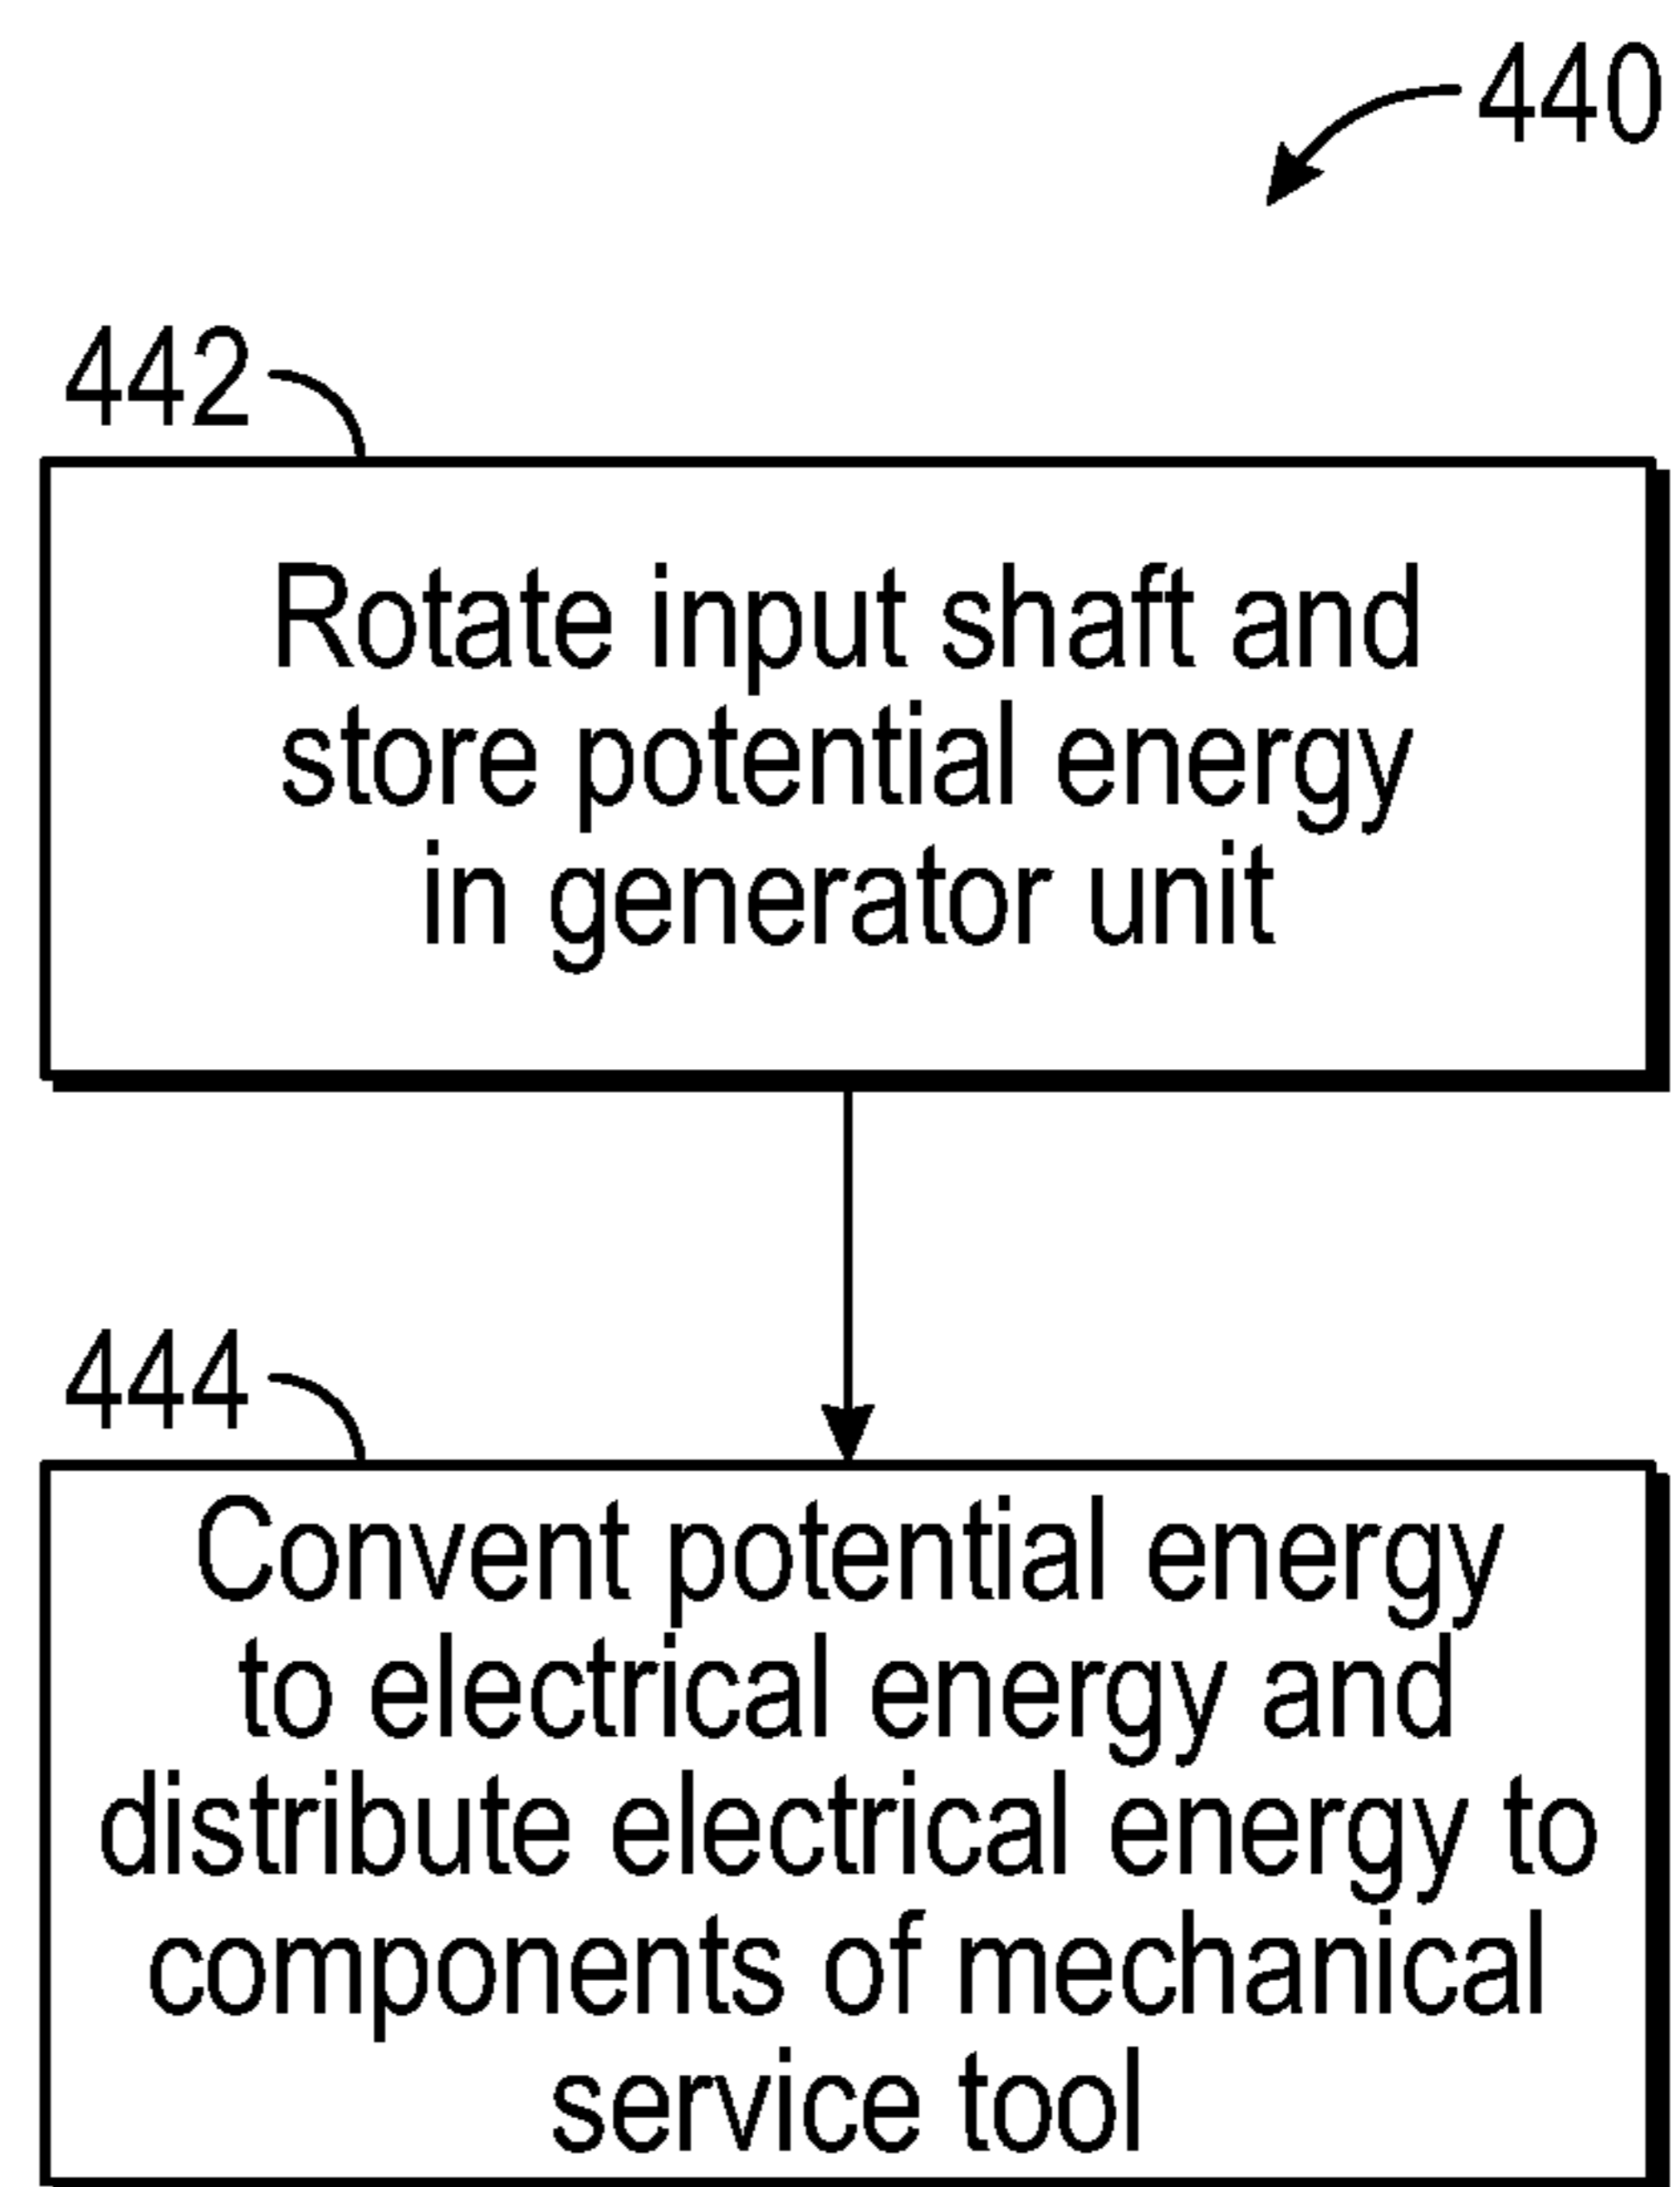 440
442
Rotate input shaft and
store potential energy
in generator unit
444
Convent potential energy
to electrical energy and
distribute electrical energy to
components of mechanical
service tool